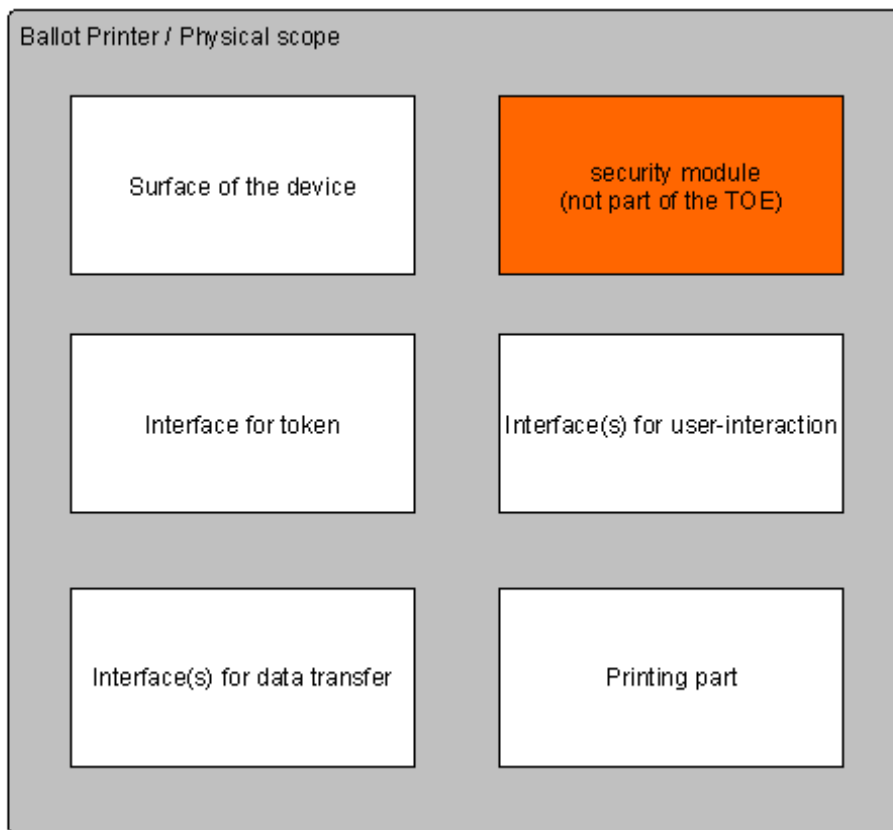 Ballot Printer / Physical scope
Surface of the device
security module
(not part of the TOE)
Interface for token
Interface(s) for user-interaction
Interface(s) for data transfer
Printing part